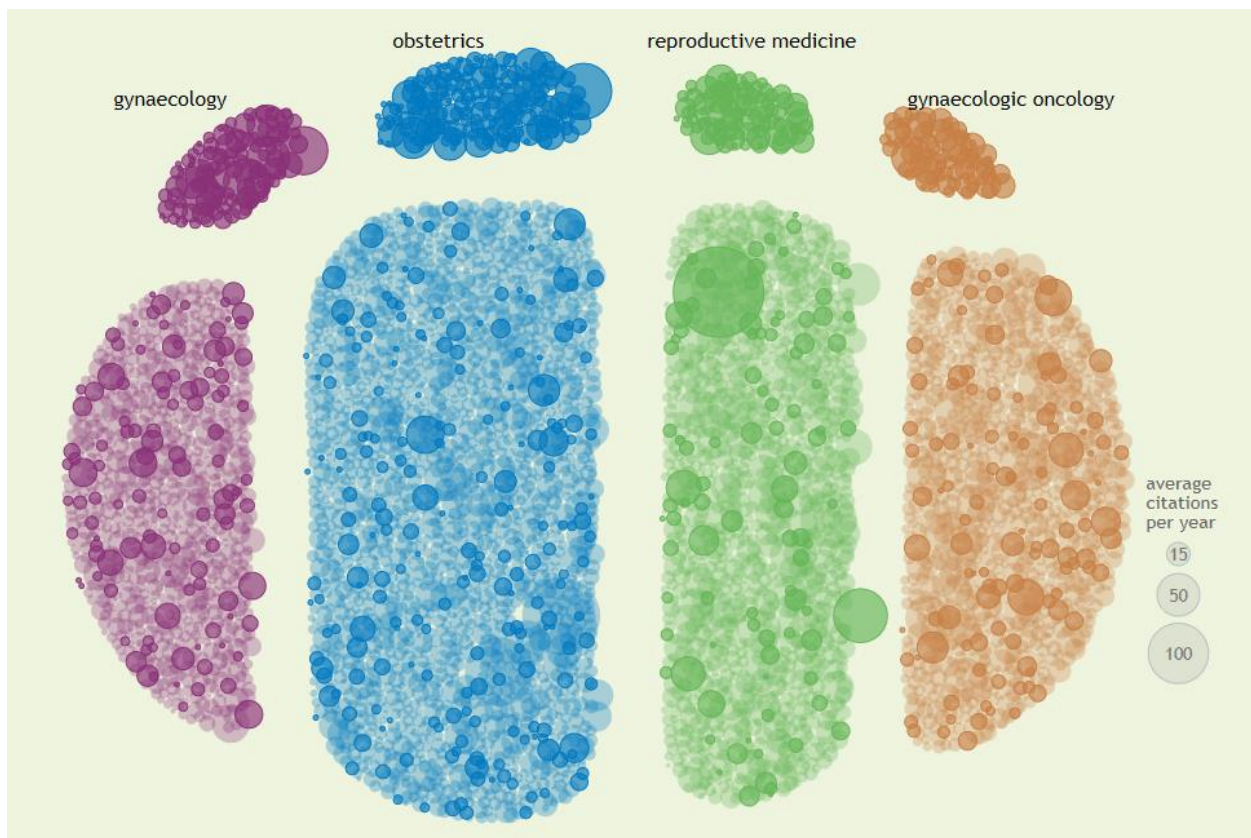 obstetrics
reproductive medicine
gynaecology
gynaecologic oncology
average
citations
per year
15
50
100